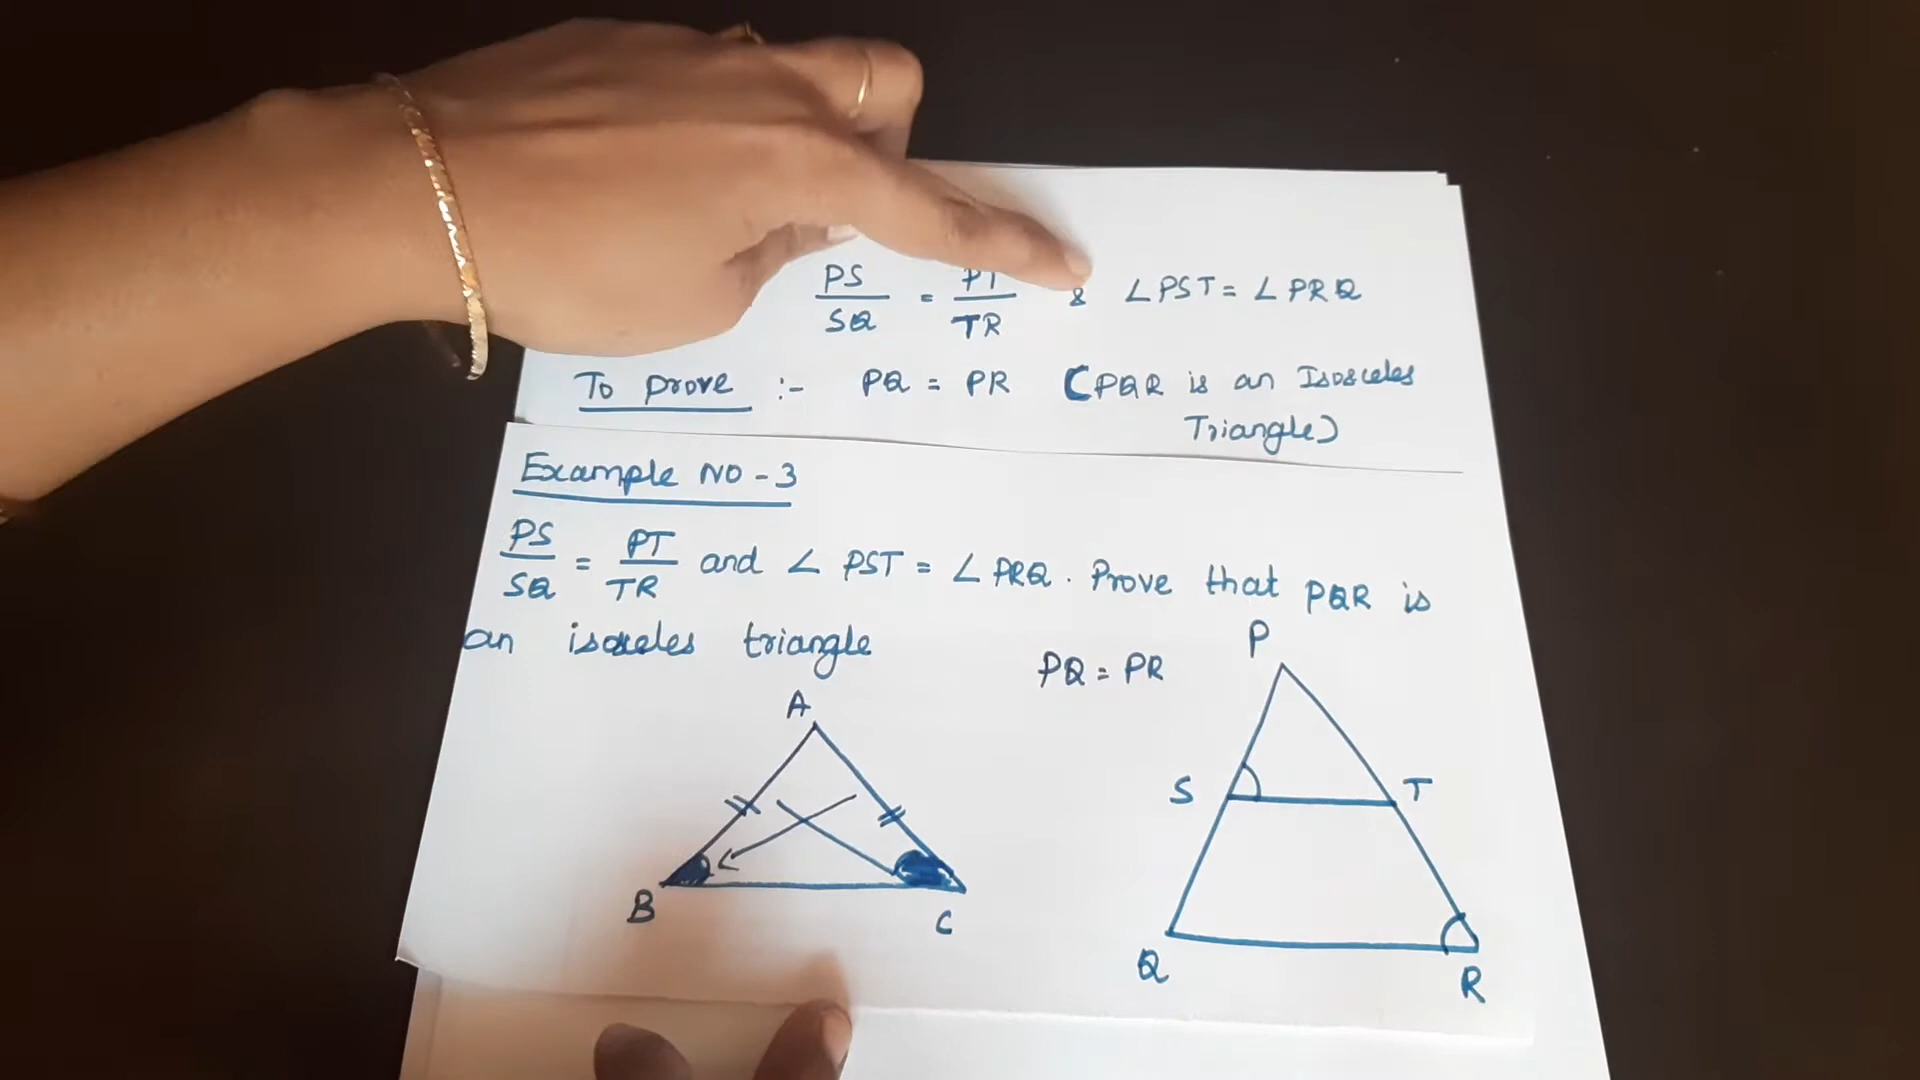 PS/SQ = PT/TR & ∠PST = ∠PRQ
To prove :- PQ = PR (PQR is an Isosceles
Triangle)
Example NO - 3
PS/SQ = PT/TR and ∠ PST = ∠ PRQ. Prove that PQR is
an isosceles triangle
PQ = PR
P
A
S
T
B
C
Q
R